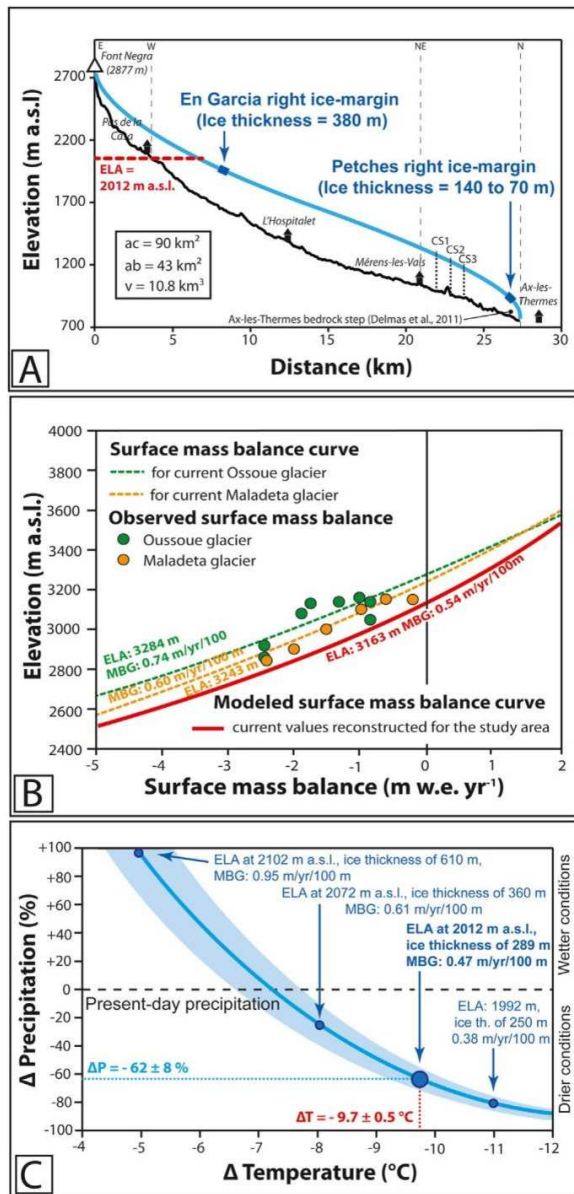 E
W
NE
N
Font Negra
(2877 m)
2700
2200
1700
1200
700
Elevation (m a.s.l)
Pas de la
Casa
En Garcia right ice-margin
(Ice thickness = 380 m)
Petches right ice-margin
(Ice thickness = 140 to 70 m)
ELA =
2012 m a.s.l.
L'Hospitalet
Mérens-les-Vals
CS1
CS2
CS3
Ax-les-
Thermes
ac = 90 km²
ab = 43 km²
v = 10.8 km³
Ax-les-Thermes bedrock step (Delmas et al., 2011)
0 5 10 15 20 25 30
Distance (km)
A
4000
3800
3600
3400
3200
3000
2800
2600
2400
Elevation (m a.s.l.)
Surface mass balance curve
for current Ossoue glacier
for current Maladeta glacier
Observed surface mass balance
Oussoue glacier
Maladeta glacier
ELA: 3284 m
MBG: 0.74 m/yr/100
MBG: 0.60 m/yr/100 m
ELA: 3243 m
ELA: 3163 m MBG: 0.54 m/yr/100m
Modeled surface mass balance curve
current values reconstructed for the study area
-5 -4 -3 -2 -1 0 1 2
Surface mass balance (m w.e. yr⁻¹)
B
+100
+80
+60
+40
+20
0
-20
-40
-60
-80
-100
Δ Precipitation (%)
ELA at 2102 m a.s.l., ice thickness of 610 m,
MBG: 0.95 m/yr/100 m
ELA at 2072 m a.s.l., ice thickness of 360 m
MBG: 0.61 m/yr/100 m
ELA at 2012 m a.s.l.,
ice thickness of 289 m
MBG: 0.47 m/yr/100 m
Present-day precipitation
ELA: 1992 m,
ice th. of 250 m
0.38 m/yr/100 m
ΔP = - 62 ± 8 %
ΔT = - 9.7 ± 0.5 °C
Wetter conditions
Drier conditions
-4 -5 -6 -7 -8 -9 -10 -11 -12
Δ Temperature (°C)
C